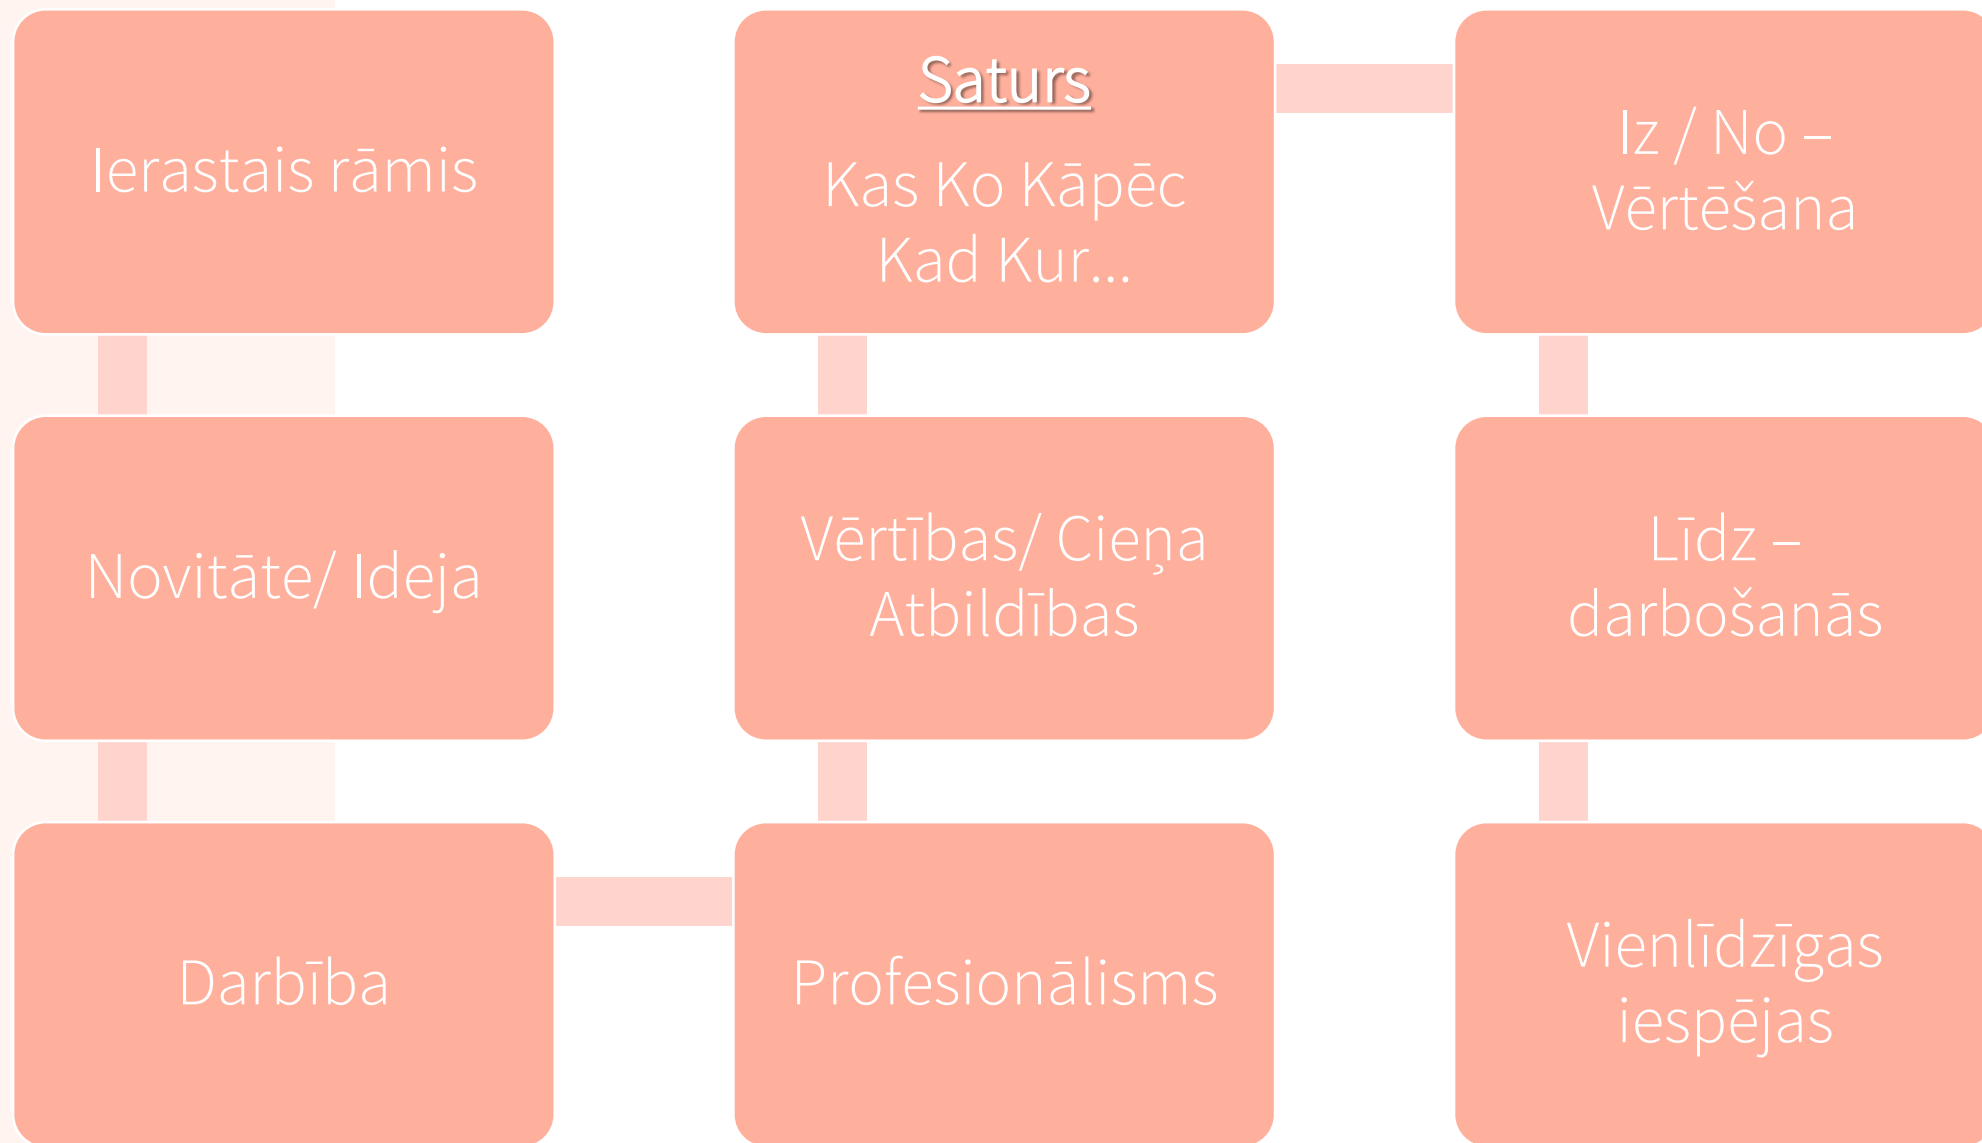 Ierastais rāmis
Novitāte/ Ideja
Darbība
Profesionālisms
Vērtības/ Cieņa
Atbildības
Saturs
Kas Ko Kāpēc
Kad Kur...
Iz / No –
Vērtēšana
Līdz –
darbošanās
Vienlīdzīgas
iespējas